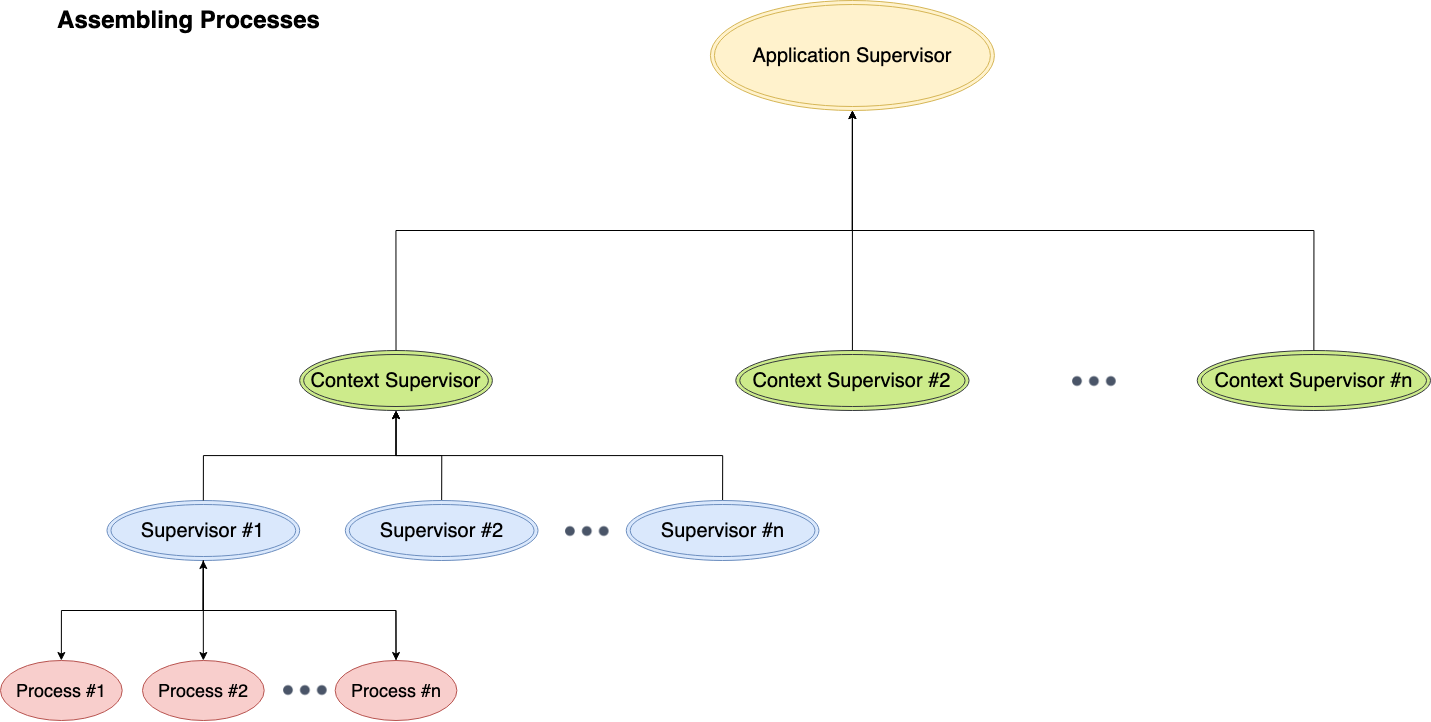 Assembling Processes
Application Supervisor
Context Supervisor
Context Supervisor #2
Context Supervisor #n
Supervisor #1
Supervisor #2
Supervisor #n
Process #1
Process #2
Process #n